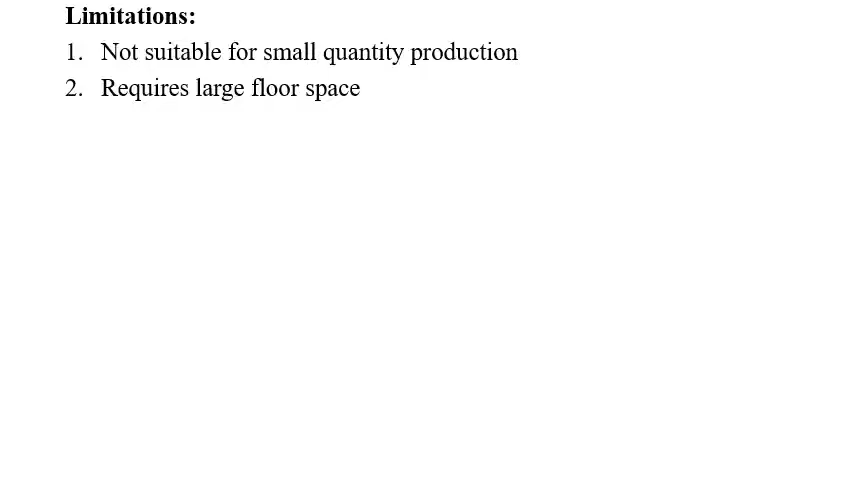 Limitations:
1. Not suitable for small quantity production
2. Requires large floor space